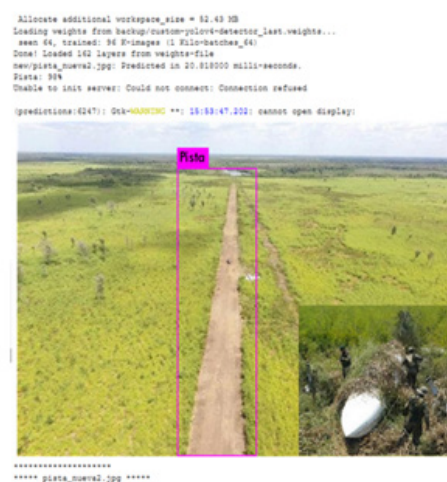 Allocate additional workspace_size = 52.43 MB
Loading weights from backup/custom-yolov4-detector_last.weights...
seen 64, trained: 96 K-images (1 Kilo-batches_64)
Done! Loaded 162 layers from weights-file
new/pista_nueva2.jpg: Predicted in 20.818000 milli-seconds.
Pista: 98%
Unable to init server: Could not connect: Connection refused
(predictions:6247): Gtk-WARNING **: 15:53:47.202: cannot open display:
Pista
********************
***** pista_nueva2.jpg *****